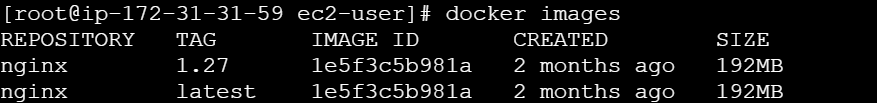 [root@ip-172-31-31-59 ec2-user]# docker images
REPOSITORY TAG IMAGE ID CREATED SIZE
nginx 1.27 1e5f3c5b981a 2 months ago 192MB
nginx latest 1e5f3c5b981a 2 months ago 192MB